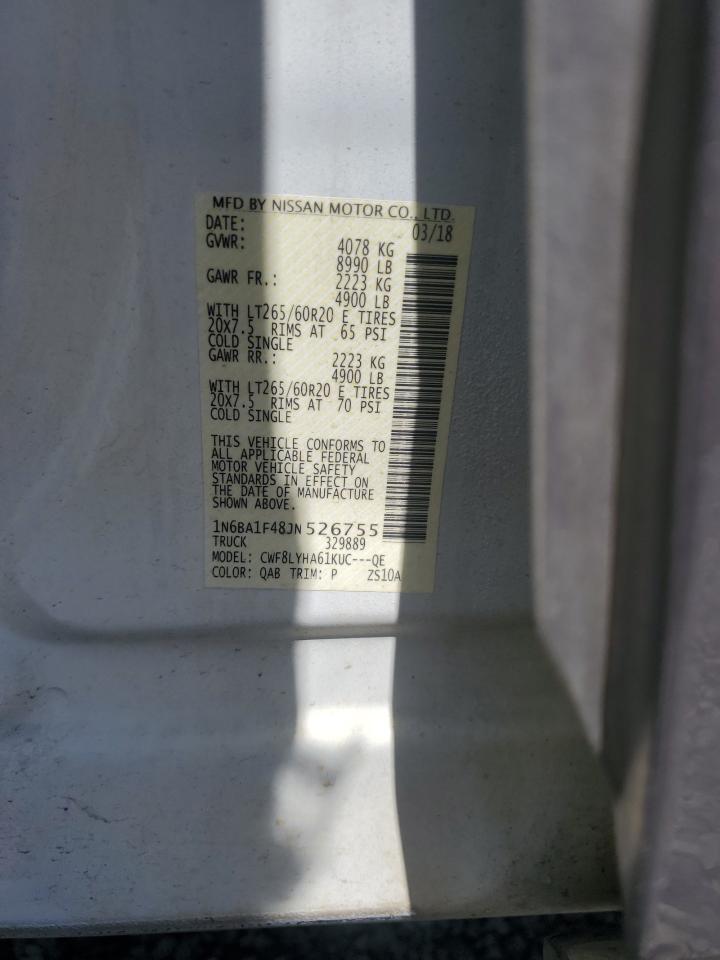 MFD BY NISSAN MOTOR CO., LTD.
DATE: 03/18
GVWR: 4078 KG
8990 LB
GAWR FR.: 2223 KG
4900 LB
WITH LT265/60R20 E TIRES
20X7.5 RIMS AT 65 PSI
COLD SINGLE
GAWR RR.: 2223 KG
4900 LB
WITH LT265/60R20 E TIRES
20X7.5 RIMS AT 70 PSI
COLD SINGLE
THIS VEHICLE CONFORMS TO
ALL APPLICABLE FEDERAL
MOTOR VEHICLE SAFETY
STANDARDS IN EFFECT ON
THE DATE OF MANUFACTURE
SHOWN ABOVE.
1N6BA1F48JN526755
TRUCK 329889
MODEL: CWF8LYHA61KUC---QE
COLOR: QAB TRIM: P ZS10A